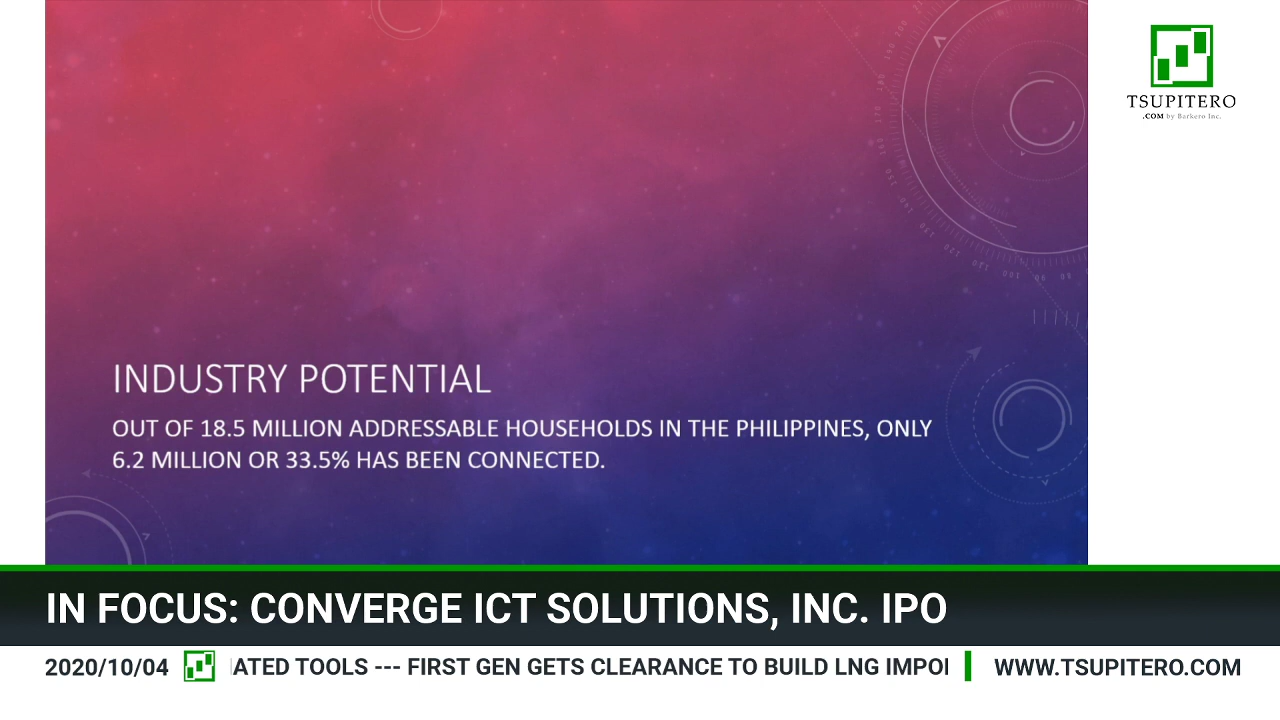 TSUPITERO
.COM by Barkero Inc.
INDUSTRY POTENTIAL
OUT OF 18.5 MILLION ADDRESSABLE HOUSEHOLDS IN THE PHILIPPINES, ONLY
6.2 MILLION OR 33.5% HAS BEEN CONNECTED.
IN FOCUS: CONVERGE ICT SOLUTIONS, INC. IPO
2020/10/04 ATED TOOLS --- FIRST GEN GETS CLEARANCE TO BUILD LNG IMPO WWW.TSUPITERO.COM